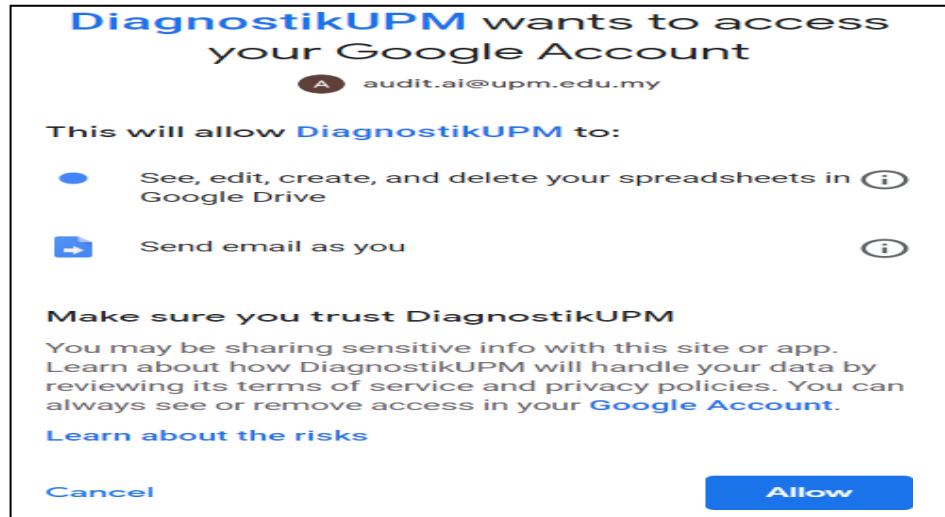 DiagnostikUPM wants to access
your Google Account
A audit.ai@upm.edu.my
This will allow DiagnostikUPM to:
See, edit, create, and delete your spreadsheets in
Google Drive
Send email as you
Make sure you trust DiagnostikUPM
You may be sharing sensitive info with this site or app.
Learn about how DiagnostikUPM will handle your data by
reviewing its terms of service and privacy policies. You can
always see or remove access in your Google Account.
Learn about the risks
Cancel
Allow